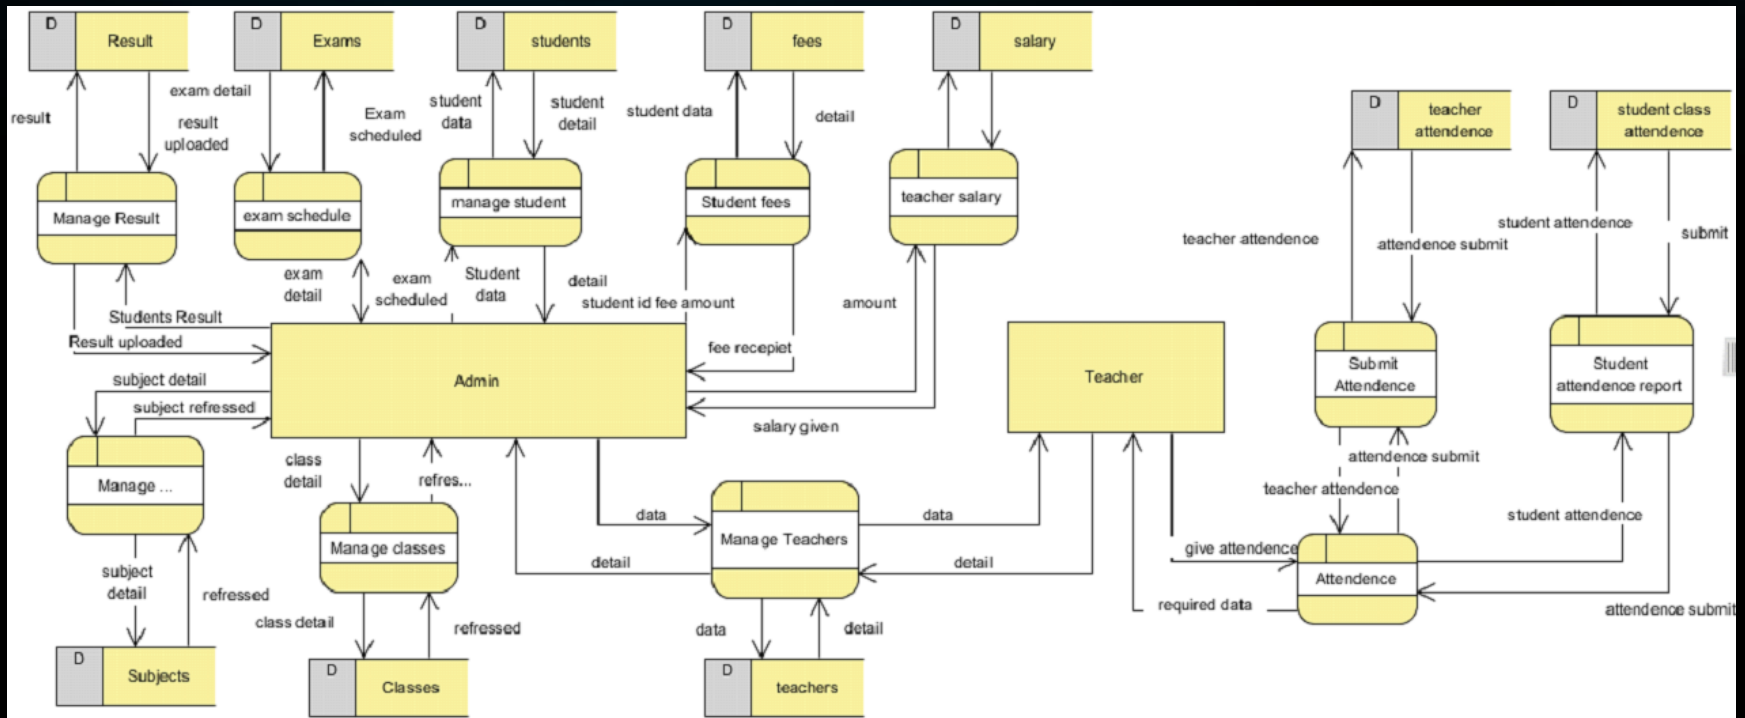 D
Result
D
Exams
D
students
D
fees
D
salary
D
teacher
attendence
D
student class
attendence
result
result
uploaded
exam detail
Exam
scheduled
student
data
student
detail
student data
detail
Manage Result
exam schedule
manage student
Student fees
teacher salary
teacher attendence
attendence submit
student attendence
submit
exam
detail
exam
scheduled
Student
data
detail
student id fee amount
amount
Students Result
Result uploaded
fee recepiet
subject detail
subject refressed
Admin
salary given
Teacher
Submit
Attendence
Student
attendence report
Manage ...
class
detail
refres...
Manage classes
data
detail
Manage Teachers
data
detail
attendence submit
teacher attendence
student attendence
give attendence
Attendence
required data
attendence submit
subject
detail
refressed
class detail
refressed
data
detail
D
Subjects
D
Classes
D
teachers